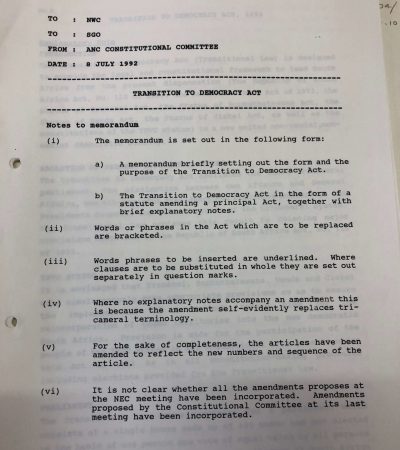 TO : NWC
TO : SGO
FROM : ANC CONSTITUTIONAL COMMITTEE
DATE : 8 JULY 1992
TRANSITION TO DEMOCRACY ACT
Notes to memorandum
(i) The memorandum is set out in the following form:
a) A memorandum briefly setting out the form and the
purpose of the Transition to Democracy Act.
b) The Transition to Democracy Act in the form of a
statute amending a principal Act, together with
brief explanatory notes.
(ii) Words or phrases in the Act which are to be replaced
are bracketed.
(iii) Words phrases to be inserted are underlined. Where
clauses are to be substituted in whole they are set out
separately in question marks.
(iv) Where no explanatory notes accompany an amendment this
is because the amendment self-evidently replaces tri-
cameral terminology.
(v) For the sake of completeness, the articles have been
amended to reflect the new numbers and sequence of the
article.
(vi) It is not clear whether all the amendments proposes at
the NEC meeting have been incorporated. Amendments
proposed by the Constitutional Committee at its last
meeting have been incorporated.